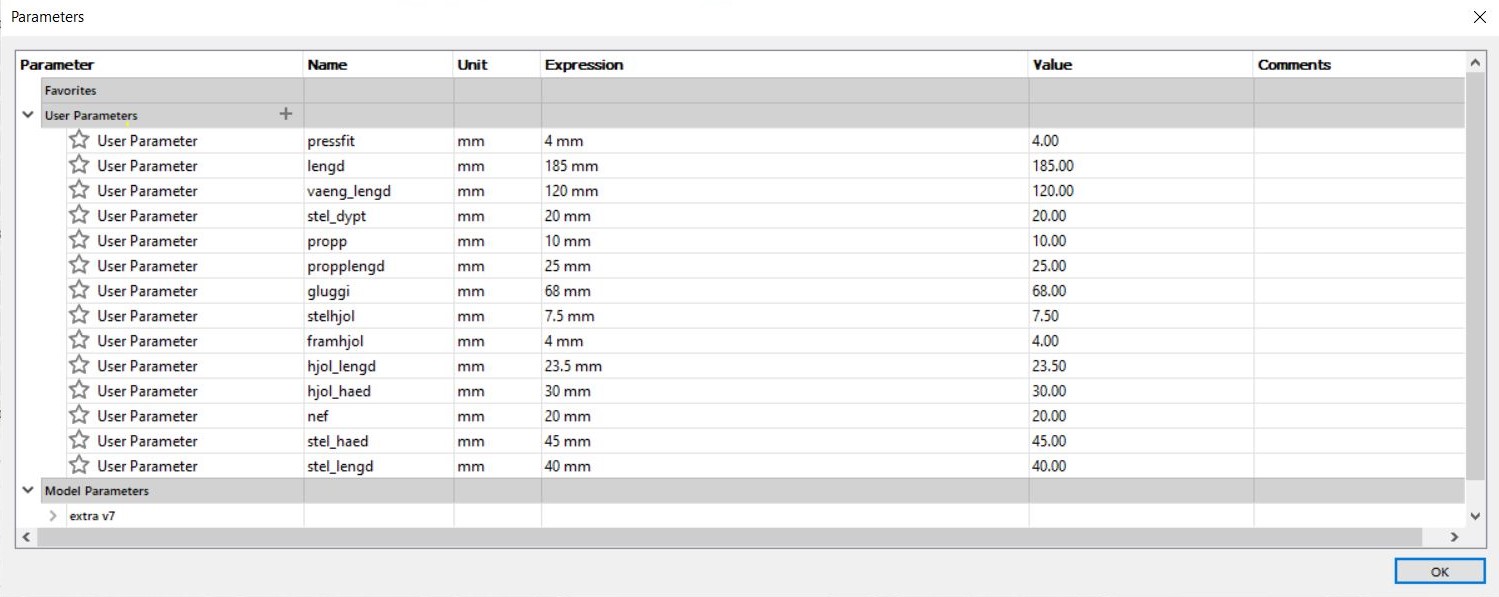 Parameters
Parameter Name Unit Expression Value Comments
Favorites
User Parameters +
User Parameter pressfit mm 4 mm 4.00
User Parameter lengd mm 185 mm 185.00
User Parameter vaeng_lengd mm 120 mm 120.00
User Parameter stel_dypt mm 20 mm 20.00
User Parameter propp mm 10 mm 10.00
User Parameter propplengd mm 25 mm 25.00
User Parameter gluggi mm 68 mm 68.00
User Parameter stelhjol mm 7.5 mm 7.50
User Parameter framhjol mm 4 mm 4.00
User Parameter hjol_lengd mm 23.5 mm 23.50
User Parameter hjol_haed mm 30 mm 30.00
User Parameter nef mm 20 mm 20.00
User Parameter stel_haed mm 45 mm 45.00
User Parameter stel_lengd mm 40 mm 40.00
Model Parameters
extra v7
OK